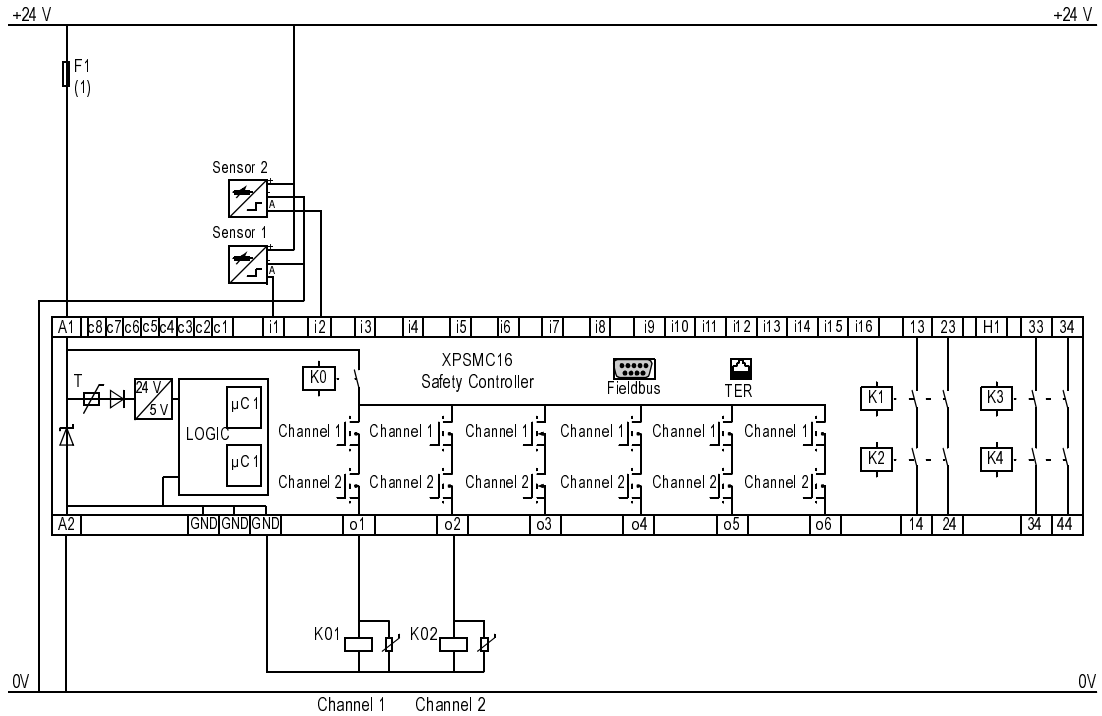 +24 V +24 V
F1
(1)
Sensor 2
+
-
A
Sensor 1
+
-
A
A1 c8 c7 c6 c5 c4 c3 c2 c1 i1 i2 i3 i4 i5 i6 i7 i8 i9 i10 i11 i12 i13 i14 i15 i16 13 23 H1 33 34
XPSMC16
Safety Controller
K0
Fieldbus
TER
T
24 V
5 V
LOGIC
µC 1
µC 1
K1 K3
Channel 1 Channel 1 Channel 1 Channel 1 Channel 1 Channel 1
K2 K4
Channel 2 Channel 2 Channel 2 Channel 2 Channel 2 Channel 2
A2 GND GND GND o1 o2 o3 o4 o5 o6 14 24 34 44
K01 K02
0V 0V
Channel 1 Channel 2